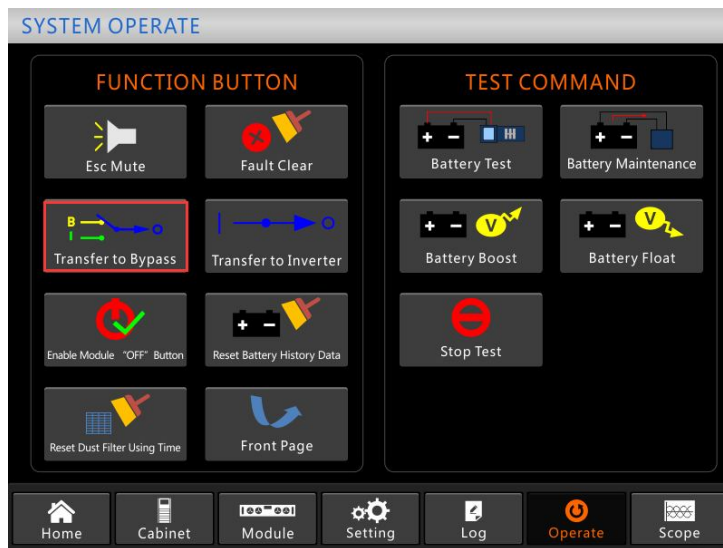 SYSTEM OPERATE
FUNCTION BUTTON
Esc Mute
Fault Clear
B
I
O
Transfer to Bypass
I
O
Transfer to Inverter
Enable Module “OFF” Button
+ -
Reset Battery History Data
Reset Dust Filter Using Time
Front Page
TEST COMMAND
+ -
Battery Test
+ -
Battery Maintenance
+ -
V
Battery Boost
+ -
V
Battery Float
Stop Test
Home
Cabinet
Module
Setting
Log
Operate
Scope